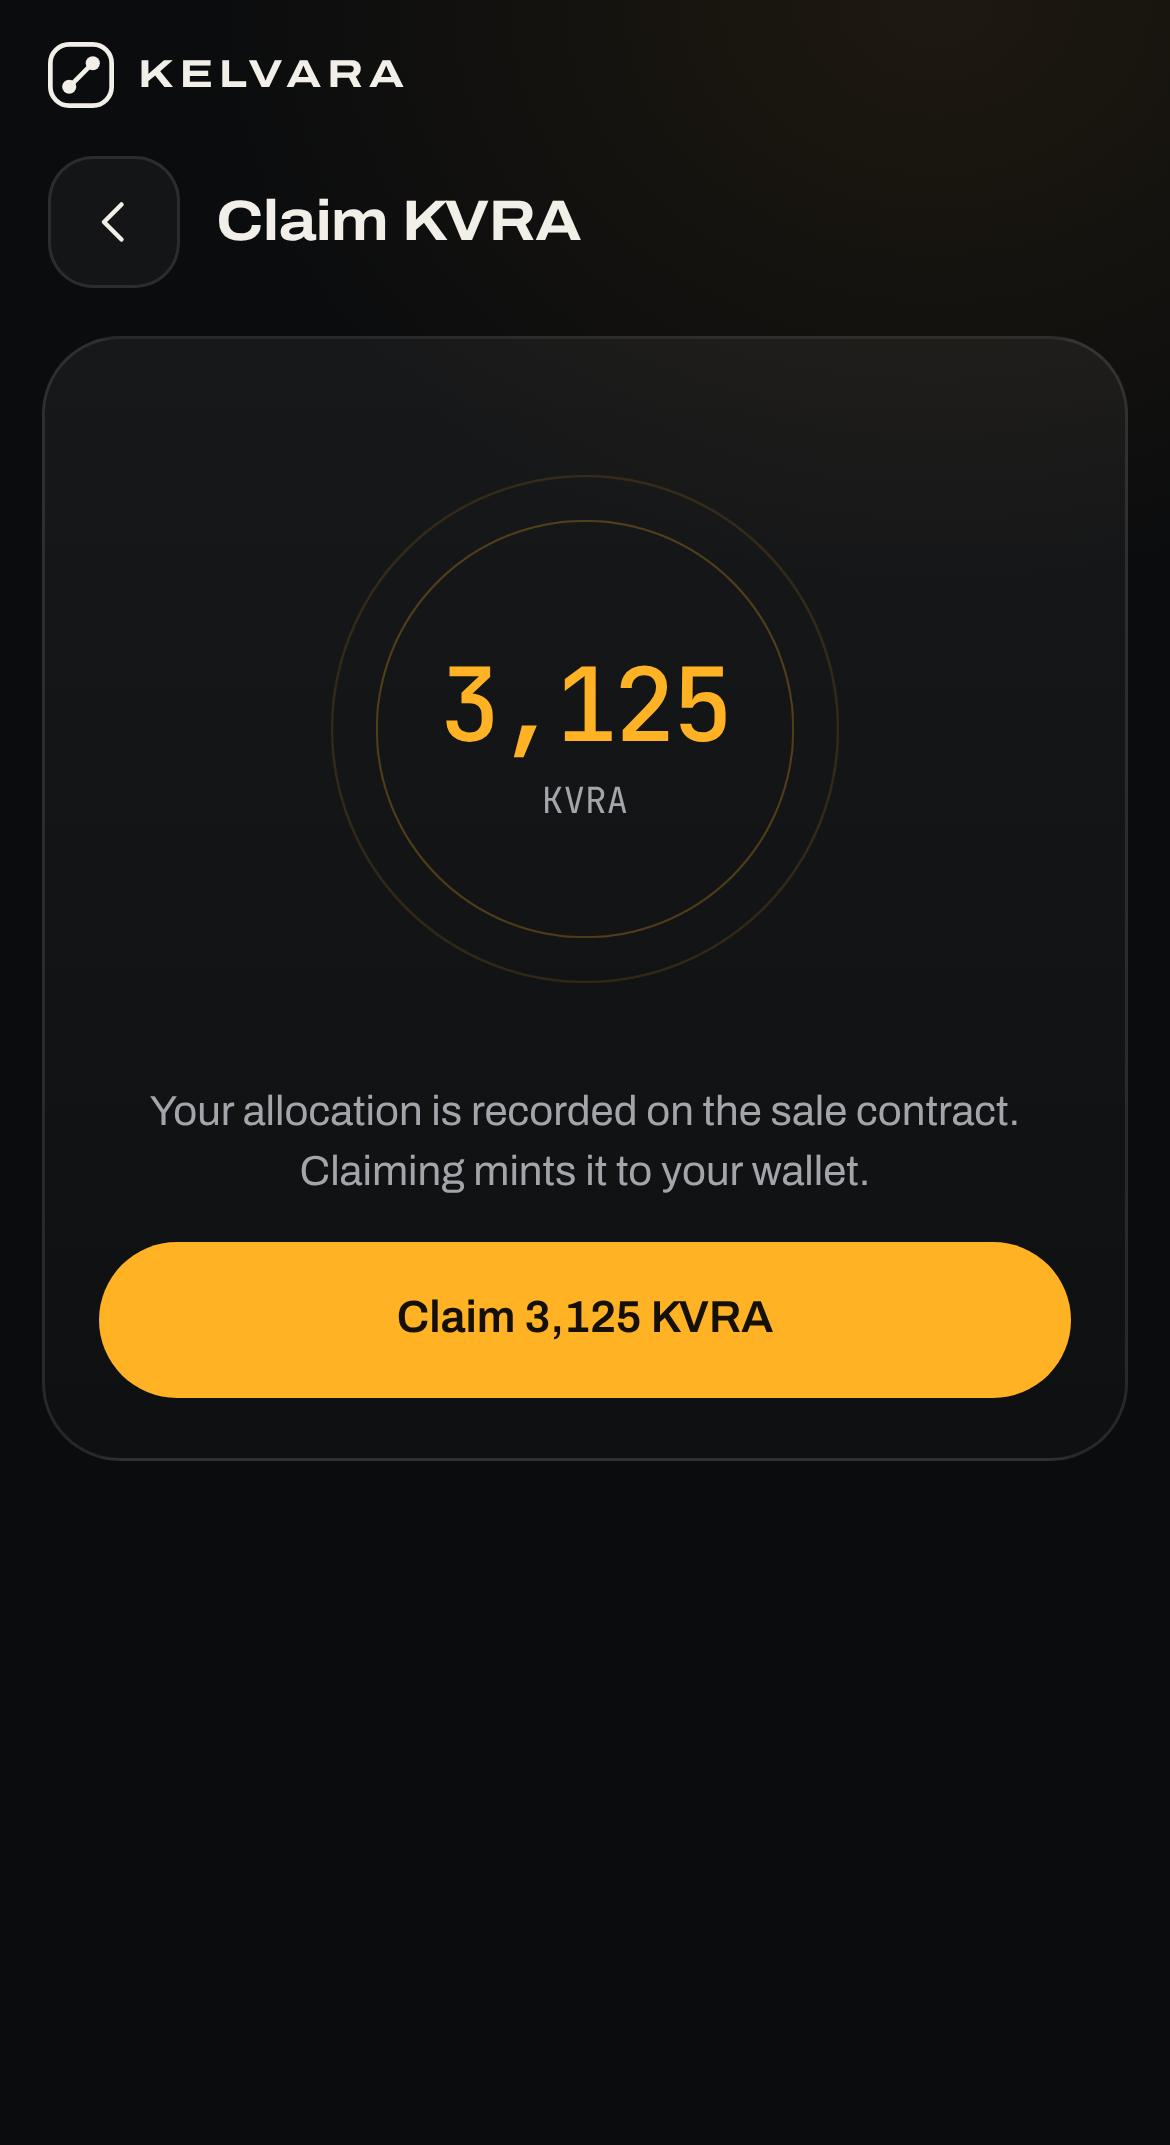 KELVARA
Claim KVRA
3,125
KVRA
Your allocation is recorded on the sale contract.
Claiming mints it to your wallet.
Claim 3,125 KVRA